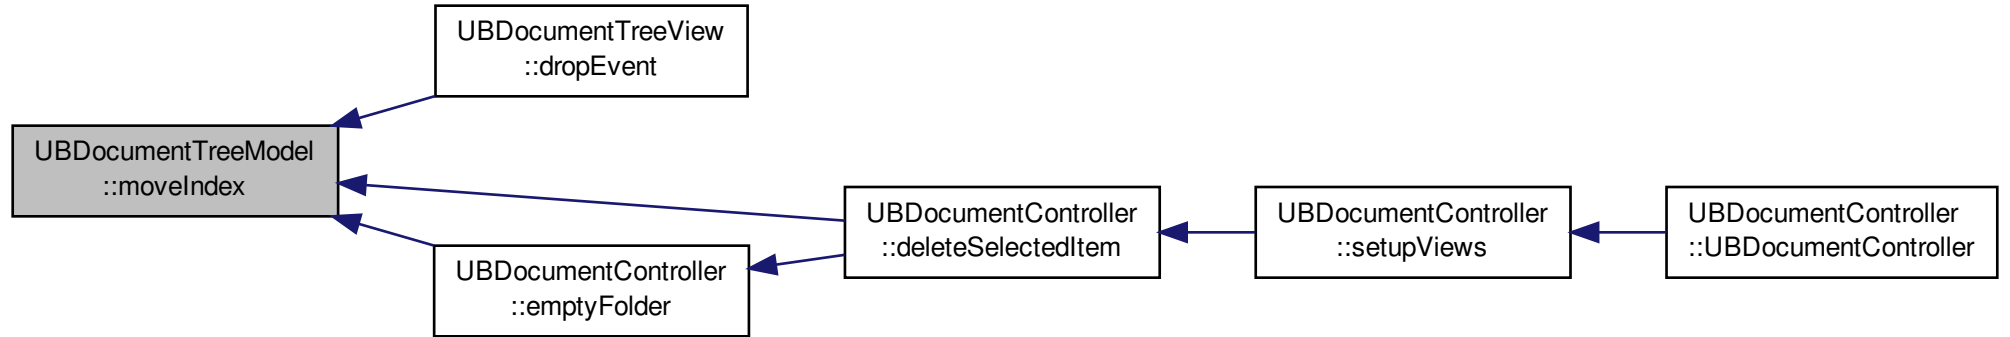 UBDocumentTreeView
::dropEvent
UBDocumentTreeModel
::moveIndex
UBDocumentController
::deleteSelectedItem
UBDocumentController
::setupViews
UBDocumentController
::UBDocumentController
UBDocumentController
::emptyFolder